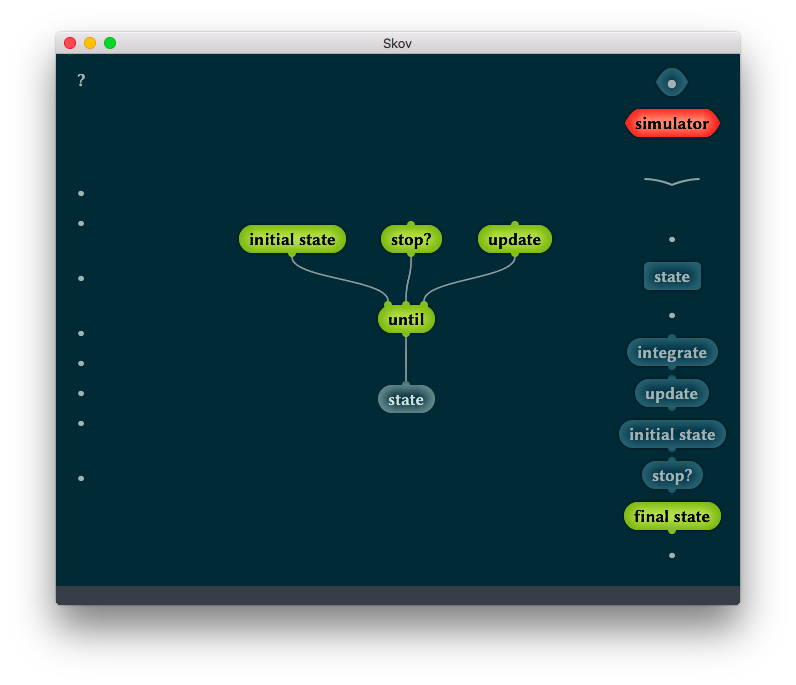 Skov
?
simulator
initial state
stop?
update
until
state
state
integrate
update
initial state
stop?
final state